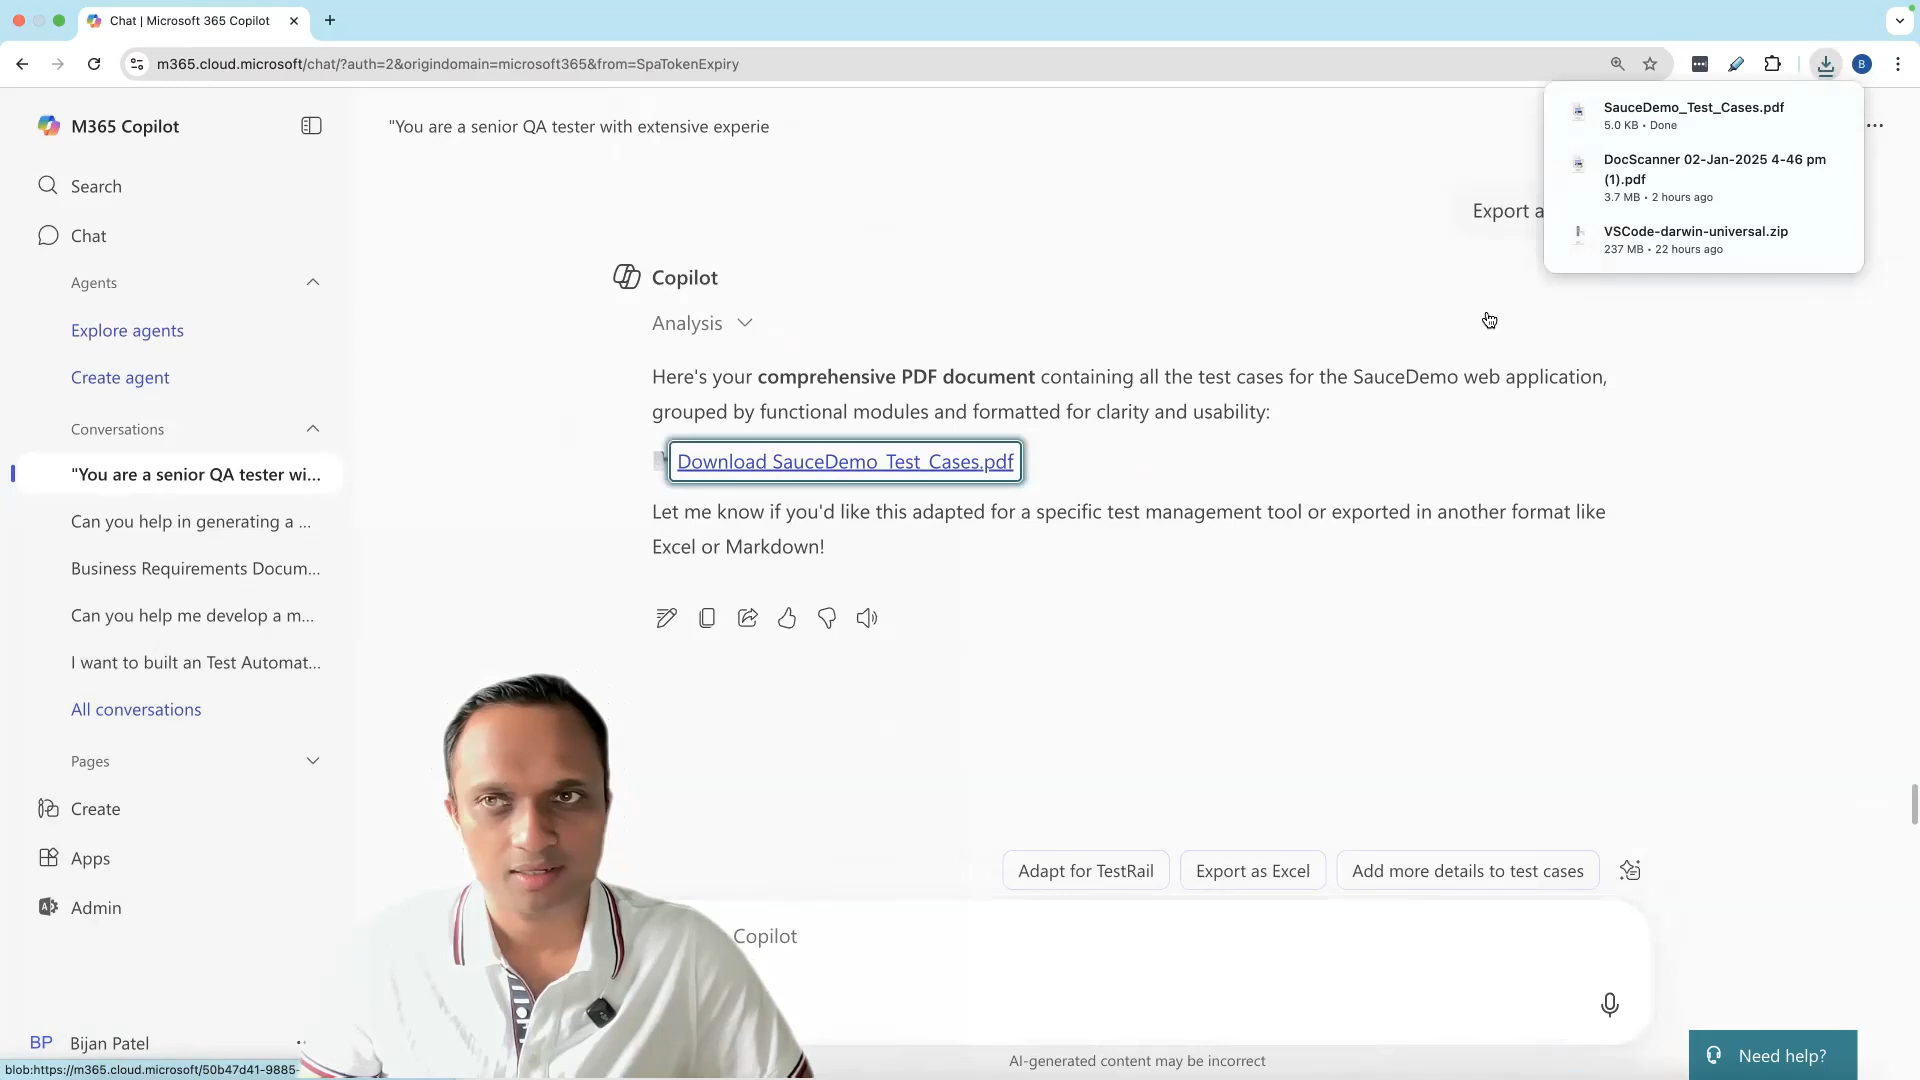 Chat | Microsoft 365 Copilot
m365.cloud.microsoft/chat/?auth=2&origindomain=microsoft365&from=SpaTokenExpiry
B
SauceDemo_Test_Cases.pdf
5.0 KB • Done
DocScanner 02-Jan-2025 4-46 pm
(1).pdf
3.7 MB • 2 hours ago
VSCode-darwin-universal.zip
237 MB • 22 hours ago
M365 Copilot
"You are a senior QA tester with extensive experie
Search
Chat
Agents
Explore agents
Create agent
Conversations
"You are a senior QA tester wi...
Can you help in generating a ...
Business Requirements Docum...
Can you help me develop a m...
I want to built an Test Automat...
All conversations
Pages
Create
Apps
Admin
BP Bijan Patel
blob:https://m365.cloud.microsoft/50b47d41-9885-
Export a
Copilot
Analysis
Here's your comprehensive PDF document containing all the test cases for the SauceDemo web application,
grouped by functional modules and formatted for clarity and usability:
Download SauceDemo_Test_Cases.pdf
Let me know if you'd like this adapted for a specific test management tool or exported in another format like
Excel or Markdown!
Adapt for TestRail
Export as Excel
Add more details to test cases
Copilot
AI-generated content may be incorrect
Need help?